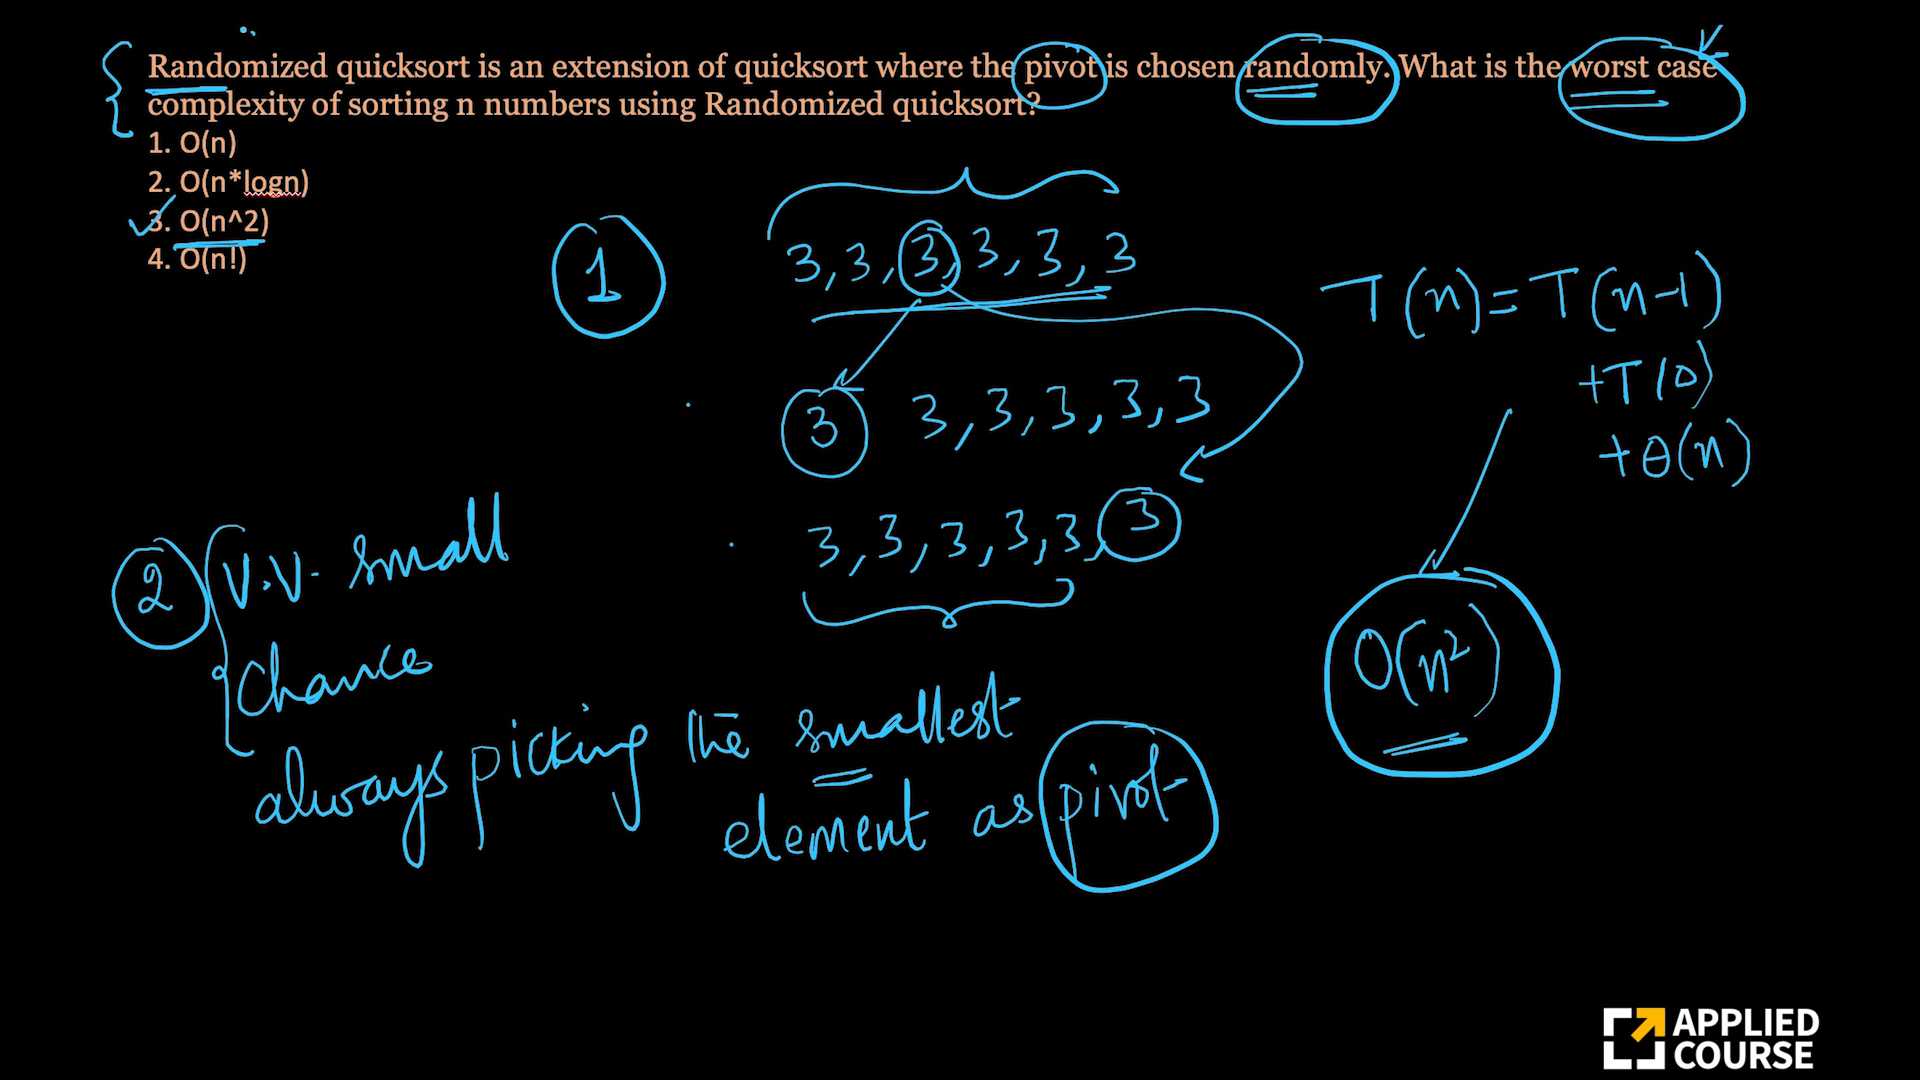 Randomized quicksort is an extension of quicksort where the pivot is chosen randomly. What is the worst case
complexity of sorting n numbers using Randomized quicksort?
1. O(n)
2. O(n*logn)
3. O(n^2)
4. O(n!)
1
3, 3, 3, 3, 3, 3
3 3, 3, 3, 3, 3
3, 3, 3, 3, 3, 3
T(n) = T(n-1)
+T(0)
+θ(n)
O(n²)
2 V.V. small
chance
always picking the smallest
element as pivot
APPLIED
COURSE